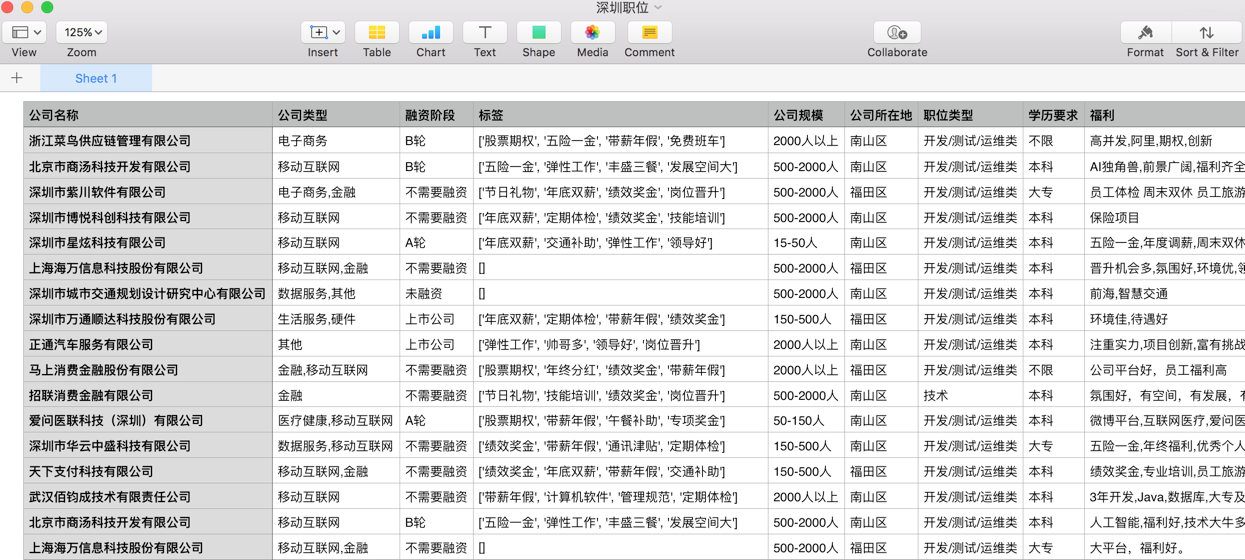 深圳职位
125%
View Zoom Insert Table Chart Text Shape Media Comment Collaborate Format Sort & Filter
Sheet 1
公司名称 公司类型 融资阶段 标签 公司规模 公司所在地 职位类型 学历要求 福利
浙江菜鸟供应链管理有限公司 电子商务 B轮 ['股票期权', '五险一金', '带薪年假', '免费班车'] 2000人以上 南山区 开发/测试/运维类 不限 高并发,阿里,期权,创新
北京市商汤科技开发有限公司 移动互联网 B轮 ['五险一金', '弹性工作', '丰盛三餐', '发展空间大'] 500-2000人 南山区 开发/测试/运维类 本科 AI独角兽,前景广阔,福利齐全
深圳市紫川软件有限公司 电子商务,金融 不需要融资 ['节日礼物', '年底双薪', '绩效奖金', '岗位晋升'] 500-2000人 福田区 开发/测试/运维类 大专 员工体检 周末双休 员工旅游
深圳市博悦科创科技有限公司 移动互联网 不需要融资 ['年底双薪', '定期体检', '绩效奖金', '技能培训'] 500-2000人 南山区 开发/测试/运维类 本科 保险项目
深圳市星炫科技有限公司 移动互联网 A轮 ['年底双薪', '交通补助', '弹性工作', '领导好'] 15-50人 南山区 开发/测试/运维类 本科 五险一金,年度调薪,周末双休
上海海万信息科技股份有限公司 移动互联网,金融 不需要融资 [] 500-2000人 福田区 开发/测试/运维类 本科 晋升机会多,氛围好,环境优,
深圳市城市交通规划设计研究中心有限公司 数据服务,其他 未融资 [] 500-2000人 南山区 开发/测试/运维类 本科 前海,智慧交通
深圳市万通顺达科技股份有限公司 生活服务,硬件 上市公司 ['年底双薪', '定期体检', '带薪年假', '绩效奖金'] 150-500人 福田区 开发/测试/运维类 本科 环境佳,待遇好
正通汽车服务有限公司 其他 上市公司 ['弹性工作', '帅哥多', '领导好', '岗位晋升'] 2000人以上 南山区 开发/测试/运维类 本科 注重实力,项目创新,富有挑战
马上消费金融股份有限公司 金融,移动互联网 不需要融资 ['股票期权', '年终分红', '绩效奖金', '带薪年假'] 2000人以上 福田区 开发/测试/运维类 不限 公司平台好，员工福利高
招联消费金融有限公司 金融 不需要融资 ['节日礼物', '技能培训', '绩效奖金', '岗位晋升'] 500-2000人 南山区 技术 本科 氛围好，有空间，有发展，
爱问医联科技（深圳）有限公司 医疗健康,移动互联网 A轮 ['股票期权', '带薪年假', '午餐补助', '专项奖金'] 50-150人 南山区 开发/测试/运维类 本科 微博平台,互联网医疗,爱问医
深圳市华云中盛科技有限公司 数据服务,移动互联网 不需要融资 ['绩效奖金', '带薪年假', '通讯津贴', '定期体检'] 150-500人 南山区 开发/测试/运维类 大专 五险一金,年终福利,优秀个人
天下支付科技有限公司 移动互联网,金融 不需要融资 ['绩效奖金', '年底双薪', '带薪年假', '交通补助'] 150-500人 福田区 开发/测试/运维类 本科 绩效奖金,专业培训,员工旅游
武汉佰钧成技术有限责任公司 移动互联网 不需要融资 ['带薪年假', '计算机软件', '管理规范', '定期体检'] 2000人以上 南山区 开发/测试/运维类 本科 3年开发,Java,数据库,大专及
北京市商汤科技开发有限公司 移动互联网 B轮 ['五险一金', '弹性工作', '丰盛三餐', '发展空间大'] 500-2000人 南山区 开发/测试/运维类 本科 人工智能,福利好,技术大牛多
上海海万信息科技股份有限公司 移动互联网,金融 不需要融资 [] 500-2000人 福田区 开发/测试/运维类 大专 大平台，福利好。